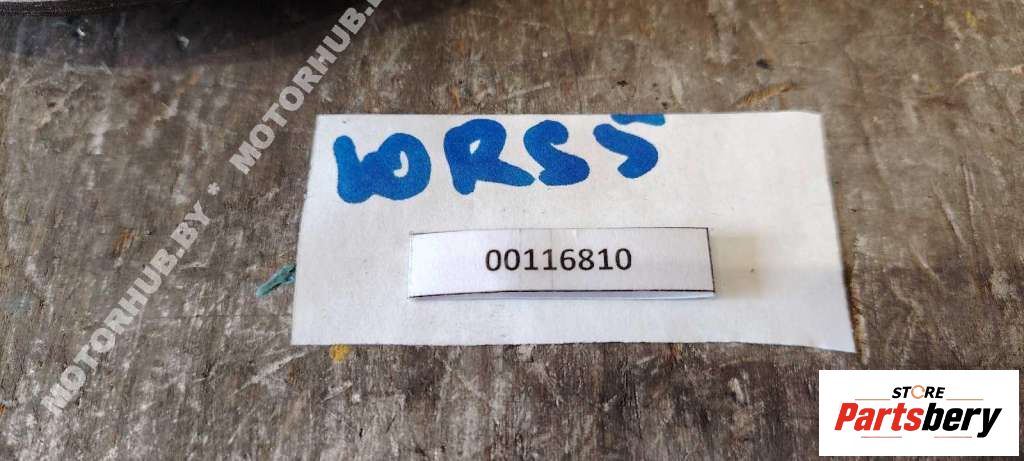 MOTORHUB.BY * MOTORHUB.BY
10RS5
00116810
STORE
Partsbery